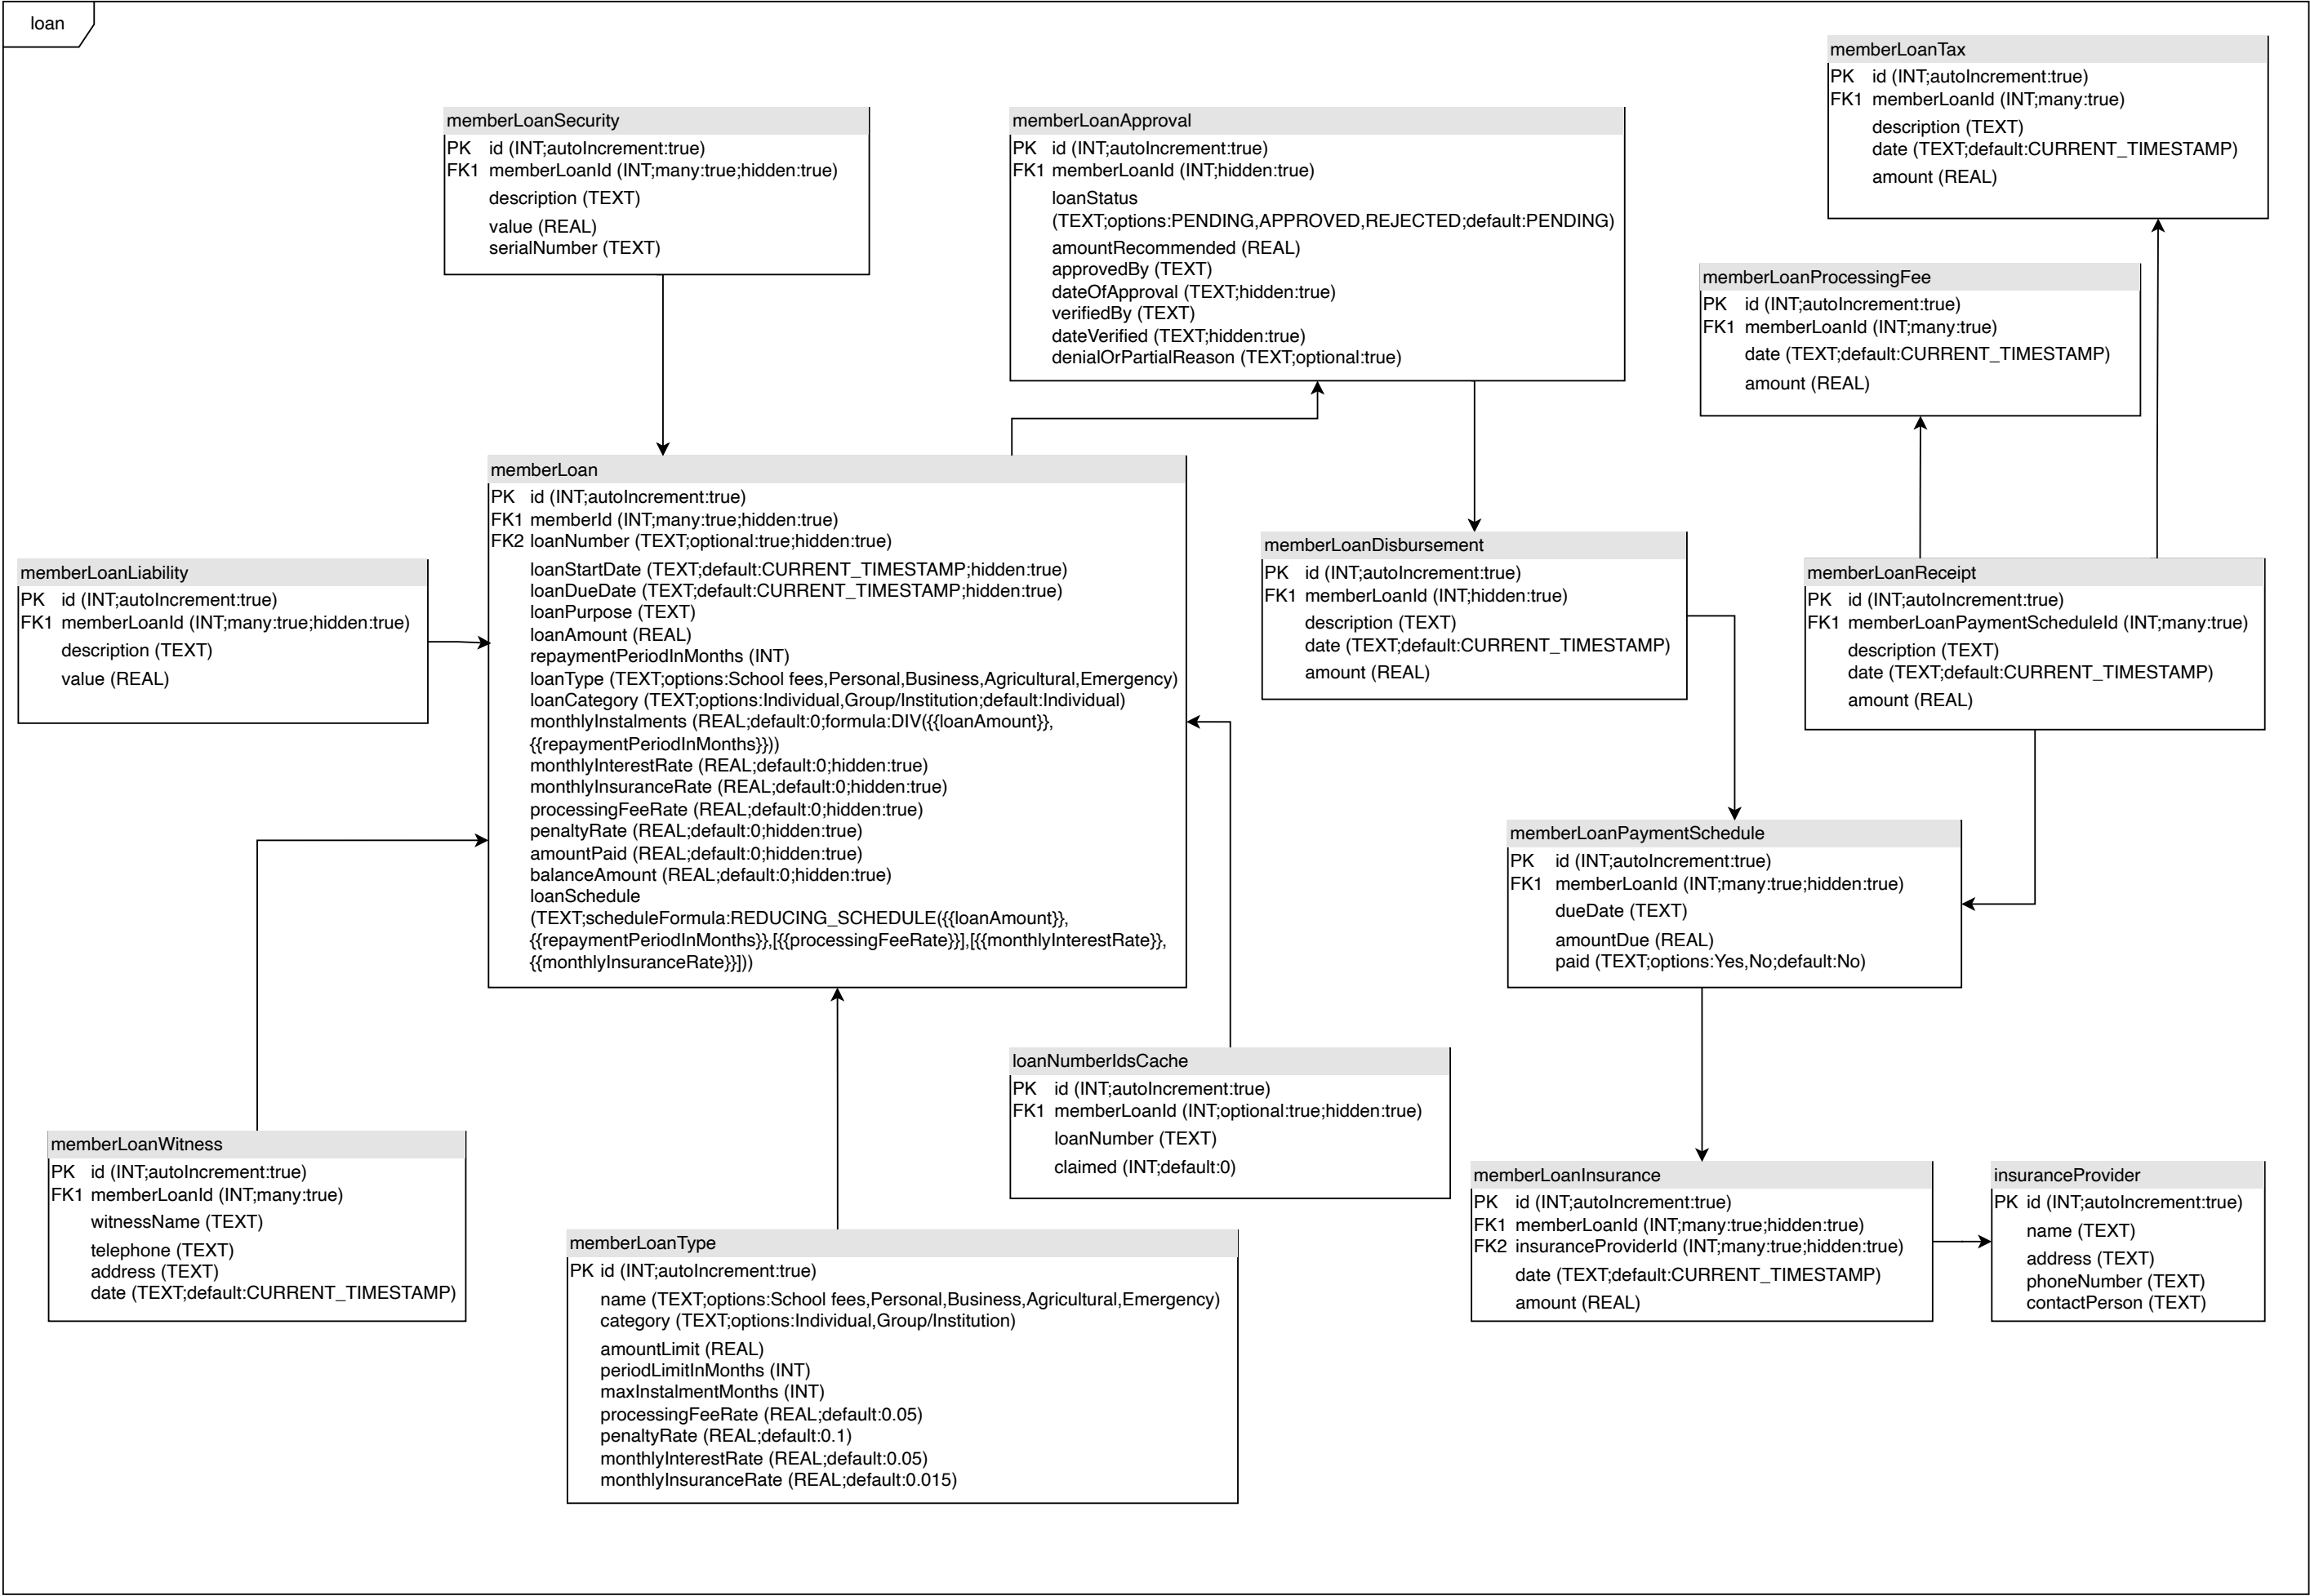 loan
memberLoanTax
PK id (INT;autoIncrement:true)
FK1 memberLoanId (INT;many:true)
description (TEXT)
date (TEXT;default:CURRENT_TIMESTAMP)
amount (REAL)
memberLoanSecurity
PK id (INT;autoIncrement:true)
FK1 memberLoanId (INT;many:true;hidden:true)
description (TEXT)
value (REAL)
serialNumber (TEXT)
memberLoanApproval
PK id (INT;autoIncrement:true)
FK1 memberLoanId (INT;hidden:true)
loanStatus
(TEXT;options:PENDING,APPROVED,REJECTED;default:PENDING)
amountRecommended (REAL)
approvedBy (TEXT)
dateOfApproval (TEXT;hidden:true)
verifiedBy (TEXT)
dateVerified (TEXT;hidden:true)
denialOrPartialReason (TEXT;optional:true)
memberLoanProcessingFee
PK id (INT;autoIncrement:true)
FK1 memberLoanId (INT;many:true)
date (TEXT;default:CURRENT_TIMESTAMP)
amount (REAL)
memberLoan
PK id (INT;autoIncrement:true)
FK1 memberId (INT;many:true;hidden:true)
FK2 loanNumber (TEXT;optional:true;hidden:true)
loanStartDate (TEXT;default:CURRENT_TIMESTAMP;hidden:true)
loanDueDate (TEXT;default:CURRENT_TIMESTAMP;hidden:true)
loanPurpose (TEXT)
loanAmount (REAL)
repaymentPeriodInMonths (INT)
loanType (TEXT;options:School fees,Personal,Business,Agricultural,Emergency)
loanCategory (TEXT;options:Individual,Group/Institution;default:Individual)
monthlyInstalments (REAL;default:0;formula:DIV({{loanAmount}},
{{repaymentPeriodInMonths}}))
monthlyInterestRate (REAL;default:0;hidden:true)
monthlyInsuranceRate (REAL;default:0;hidden:true)
processingFeeRate (REAL;default:0;hidden:true)
penaltyRate (REAL;default:0;hidden:true)
amountPaid (REAL;default:0;hidden:true)
balanceAmount (REAL;default:0;hidden:true)
loanSchedule
(TEXT;scheduleFormula:REDUCING_SCHEDULE({{loanAmount}},
{{repaymentPeriodInMonths}},[{{processingFeeRate}}],[{{monthlyInterestRate}},
{{monthlyInsuranceRate}}]))
memberLoanLiability
PK id (INT;autoIncrement:true)
FK1 memberLoanId (INT;many:true;hidden:true)
description (TEXT)
value (REAL)
memberLoanDisbursement
PK id (INT;autoIncrement:true)
FK1 memberLoanId (INT;hidden:true)
description (TEXT)
date (TEXT;default:CURRENT_TIMESTAMP)
amount (REAL)
memberLoanReceipt
PK id (INT;autoIncrement:true)
FK1 memberLoanPaymentScheduleId (INT;many:true)
description (TEXT)
date (TEXT;default:CURRENT_TIMESTAMP)
amount (REAL)
memberLoanPaymentSchedule
PK id (INT;autoIncrement:true)
FK1 memberLoanId (INT;many:true;hidden:true)
dueDate (TEXT)
amountDue (REAL)
paid (TEXT;options:Yes,No;default:No)
loanNumberIdsCache
PK id (INT;autoIncrement:true)
FK1 memberLoanId (INT;optional:true;hidden:true)
loanNumber (TEXT)
claimed (INT;default:0)
memberLoanWitness
PK id (INT;autoIncrement:true)
FK1 memberLoanId (INT;many:true)
witnessName (TEXT)
telephone (TEXT)
address (TEXT)
date (TEXT;default:CURRENT_TIMESTAMP)
memberLoanType
PK id (INT;autoIncrement:true)
name (TEXT;options:School fees,Personal,Business,Agricultural,Emergency)
category (TEXT;options:Individual,Group/Institution)
amountLimit (REAL)
periodLimitInMonths (INT)
maxInstalmentMonths (INT)
processingFeeRate (REAL;default:0.05)
penaltyRate (REAL;default:0.1)
monthlyInterestRate (REAL;default:0.05)
monthlyInsuranceRate (REAL;default:0.015)
memberLoanInsurance
PK id (INT;autoIncrement:true)
FK1 memberLoanId (INT;many:true;hidden:true)
FK2 insuranceProviderId (INT;many:true;hidden:true)
date (TEXT;default:CURRENT_TIMESTAMP)
amount (REAL)
insuranceProvider
PK id (INT;autoIncrement:true)
name (TEXT)
address (TEXT)
phoneNumber (TEXT)
contactPerson (TEXT)